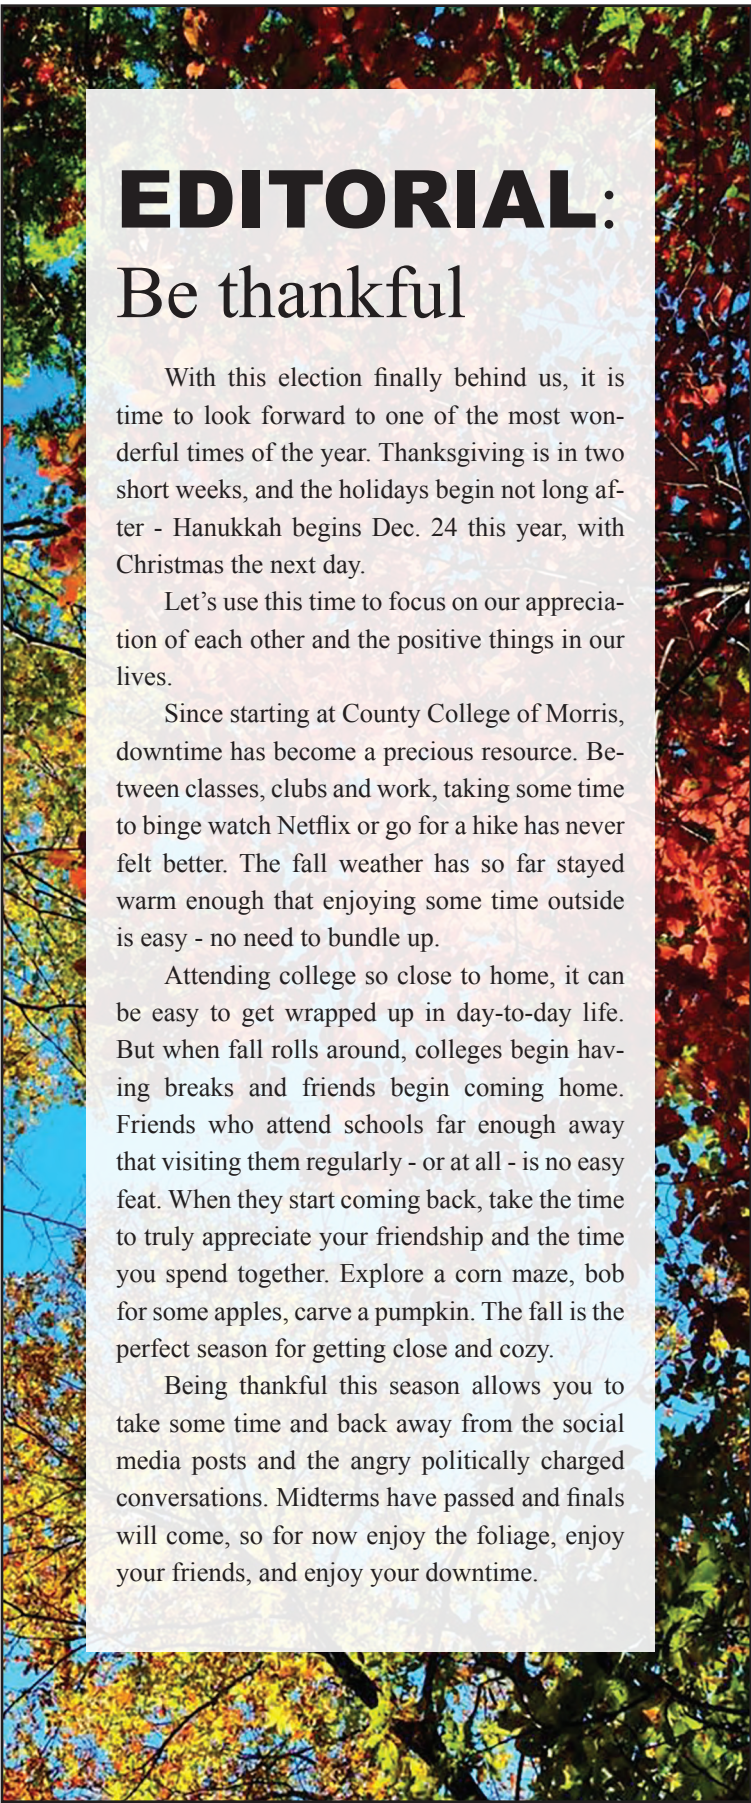 EDITORIAL:
Be thankful
With this election finally behind us, it is
time to look forward to one of the most won-
derful times of the year. Thanksgiving is in two
short weeks, and the holidays begin not long af-
ter - Hanukkah begins Dec. 24 this year, with
Christmas the next day.
Let’s use this time to focus on our apprecia-
tion of each other and the positive things in our
lives.
Since starting at County College of Morris,
downtime has become a precious resource. Be-
tween classes, clubs and work, taking some time
to binge watch Netflix or go for a hike has never
felt better. The fall weather has so far stayed
warm enough that enjoying some time outside
is easy - no need to bundle up.
Attending college so close to home, it can
be easy to get wrapped up in day-to-day life.
But when fall rolls around, colleges begin hav-
ing breaks and friends begin coming home.
Friends who attend schools far enough away
that visiting them regularly - or at all - is no easy
feat. When they start coming back, take the time
to truly appreciate your friendship and the time
you spend together. Explore a corn maze, bob
for some apples, carve a pumpkin. The fall is the
perfect season for getting close and cozy.
Being thankful this season allows you to
take some time and back away from the social
media posts and the angry politically charged
conversations. Midterms have passed and finals
will come, so for now enjoy the foliage, enjoy
your friends, and enjoy your downtime.